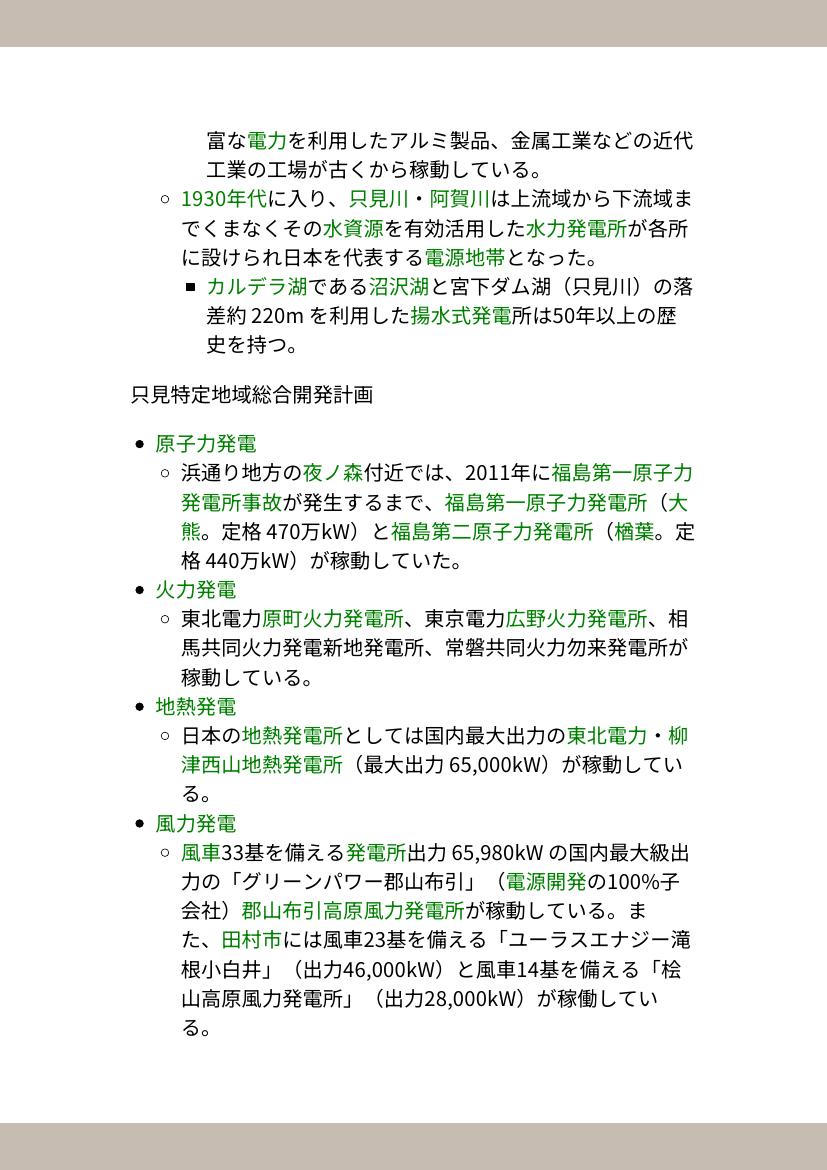 富な電力を利用したアルミ製品、金属工業などの近代
工業の工場が古くから稼動している。
1930年代に入り、只見川・阿賀川は上流域から下流域ま
でくまなくその水資源を有効活用した水力発電所が各所
に設けられ日本を代表する電源地帯となった。
カルデラ湖である沼沢湖と宮下ダム湖（只見川）の落
差約 220m を利用した揚水式発電所は50年以上の歴
史を持つ。
只見特定地域総合開発計画
原子力発電
浜通り地方の夜ノ森付近では、2011年に福島第一原子力
発電所事故が発生するまで、福島第一原子力発電所（大
熊。定格 470万kW）と福島第二原子力発電所（楢葉。定
格 440万kW）が稼動していた。
火力発電
東北電力原町火力発電所、東京電力広野火力発電所、相
馬共同火力発電新地発電所、常磐共同火力勿来発電所が
稼動している。
地熱発電
日本の地熱発電所としては国内最大出力の東北電力・柳
津西山地熱発電所（最大出力 65,000kW）が稼動してい
る。
風力発電
風車33基を備える発電所出力 65,980kW の国内最大級出
力の「グリーンパワー郡山布引」（電源開発の100%子
会社）郡山布引高原風力発電所が稼動している。ま
た、田村市には風車23基を備える「ユーラスエナジー滝
根小白井」（出力46,000kW）と風車14基を備える「桧
山高原風力発電所」（出力28,000kW）が稼働してい
る。